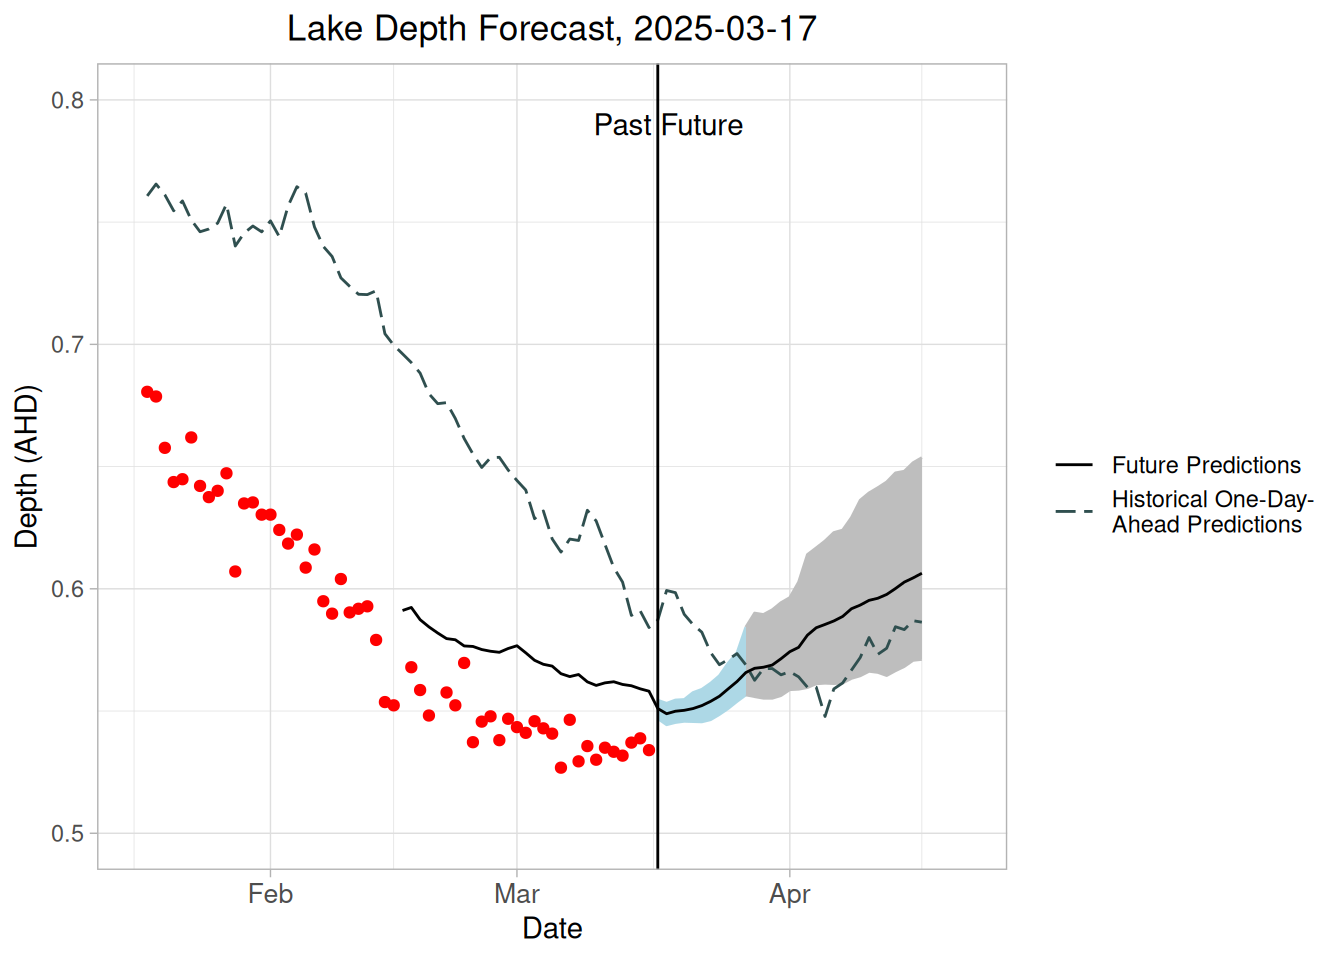 Lake Depth Forecast, 2025-03-17
0.8
Past Future
0.7
Depth (AHD)
Future Predictions
Historical One-Day-
Ahead Predictions
0.6
0.5
Feb Mar Apr
Date